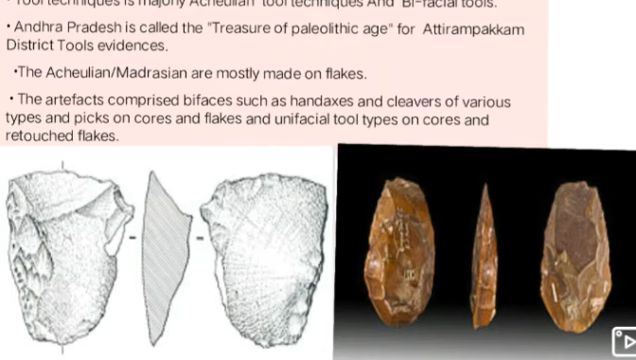 • Tool techniques is majorly Acheulian tool techniques And Bi-facial tools.
• Andhra Pradesh is called the "Treasure of paleolithic age" for Attirampakkam
District Tools evidences.
•The Acheulian/Madrasian are mostly made on flakes.
• The artefacts comprised bifaces such as handaxes and cleavers of various
types and picks on cores and flakes and unifacial tool types on cores and
retouched flakes.